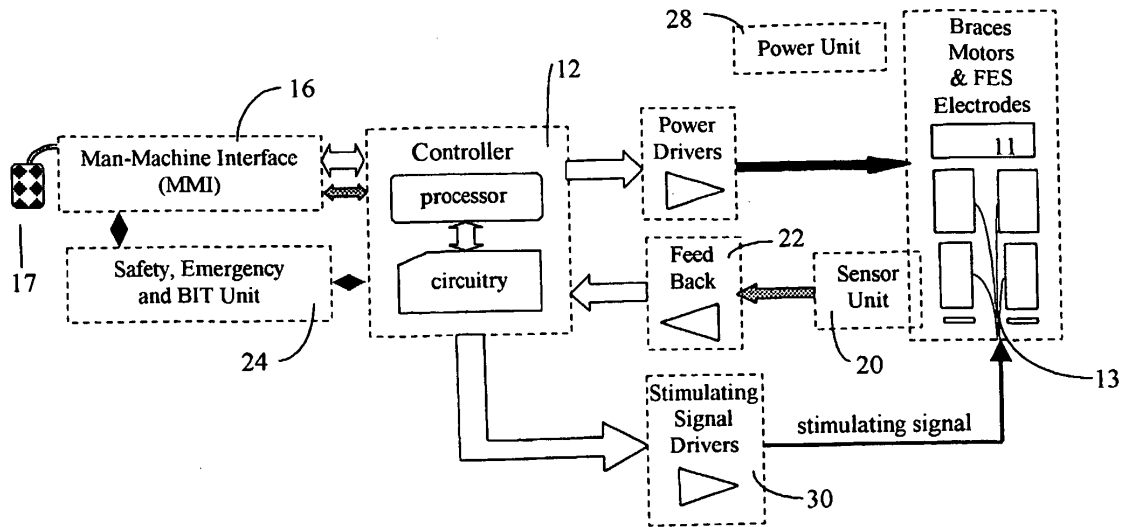 28
Power Unit
Braces
Motors
& FES
Electrodes
11
12
16
Man-Machine Interface
(MMI)
17
Controller
processor
circuitry
Power
Drivers
Safety, Emergency
and BIT Unit
24
Feed
Back
22
Sensor
Unit
20
13
Stimulating
Signal
Drivers
30
stimulating signal